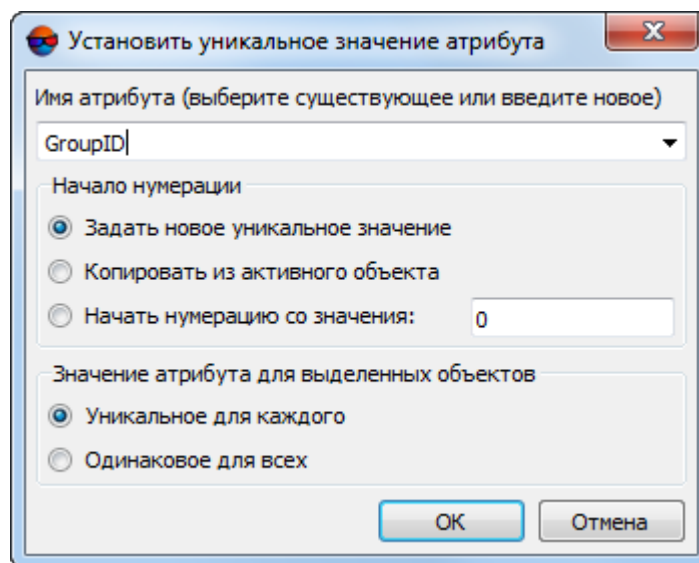 Установить уникальное значение атрибута
Имя атрибута (выберите существующее или введите новое)
GroupID
Начало нумерации
Задать новое уникальное значение
Копировать из активного объекта
Начать нумерацию со значения: 0
Значение атрибута для выделенных объектов
Уникальное для каждого
Одинаковое для всех
ОК Отмена